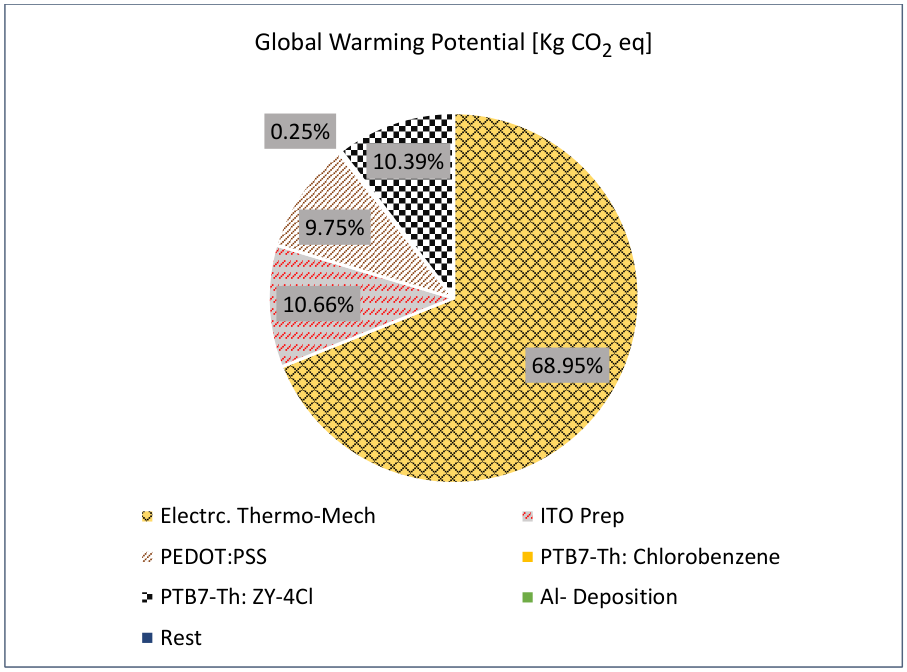 Global Warming Potential [Kg CO2 eq]
0.25%
10.39%
9.75%
10.66%
68.95%
Electrc. Thermo-Mech
ITO Prep
PEDOT:PSS
PTB7-Th: Chlorobenzene
PTB7-Th: ZY-4Cl
Al- Deposition
Rest